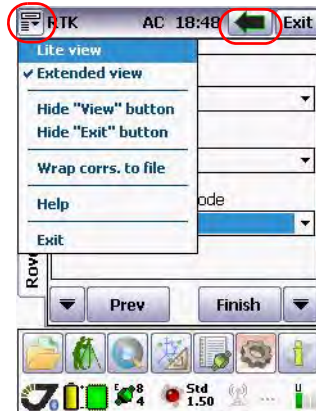 RTK AC 18:48 Exit
Lite view
Extended view
Hide "View" button
Hide "Exit" button
Wrap corrs. to file
Help
Exit
ode
Rove
Prev Finish
8
4
Std
1.50
U